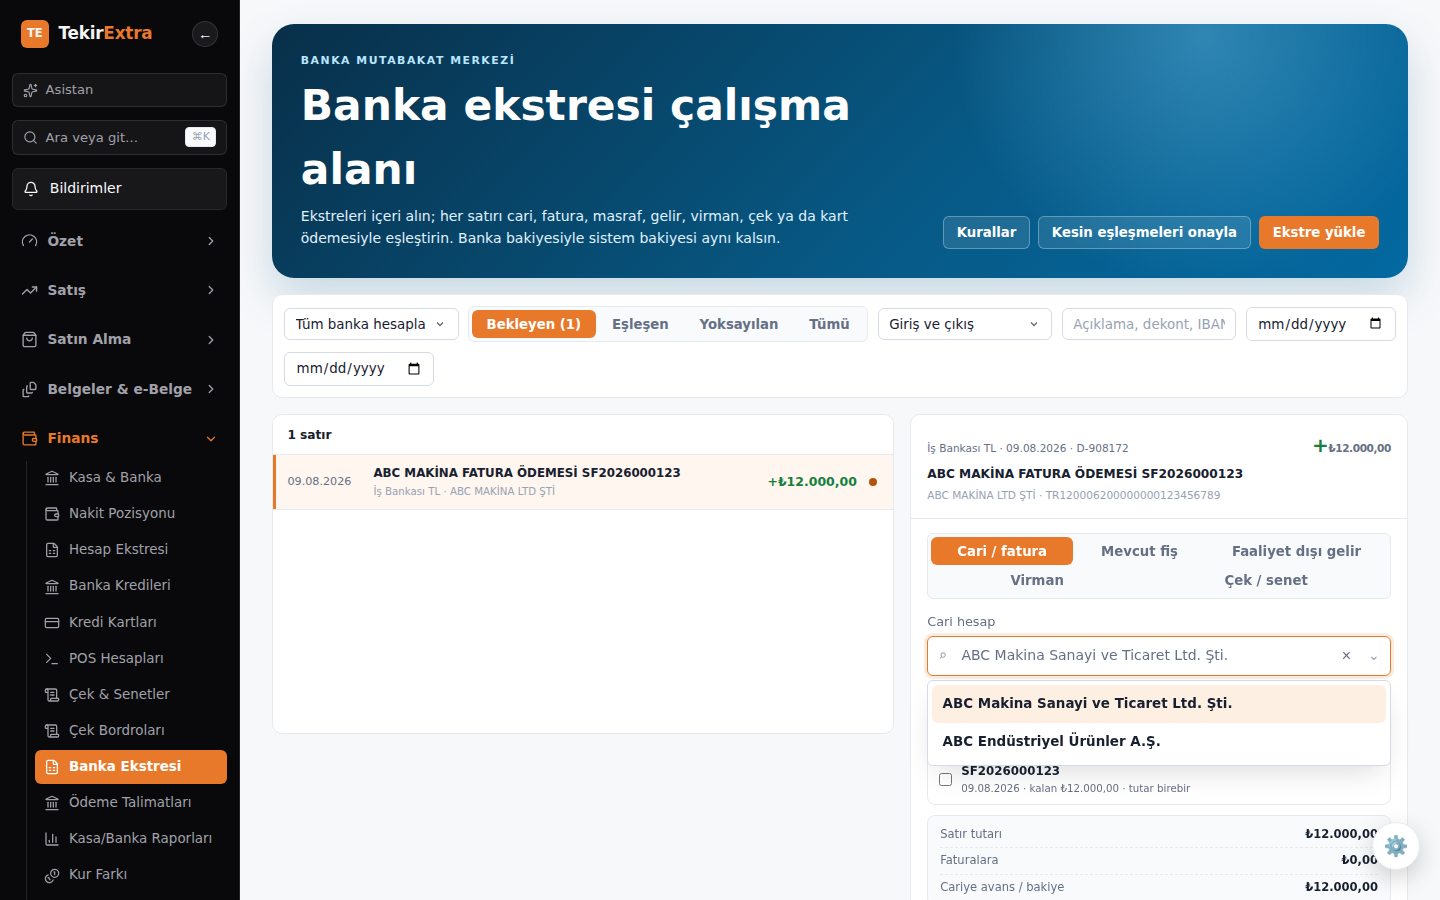 TE TekirExtra ←
Asistan
Ara veya git... ⌘K
Bildirimler
Özet
Satış
Satın Alma
Belgeler & e-Belge
Finans
Kasa & Banka
Nakit Pozisyonu
Hesap Ekstresi
Banka Kredileri
Kredi Kartları
POS Hesapları
Çek & Senetler
Çek Bordroları
Banka Ekstresi
Ödeme Talimatları
Kasa/Banka Raporları
Kur Farkı
BANKA MUTABAKAT MERKEZİ
Banka ekstresi çalışma
alanı
Ekstreleri içeri alın; her satırı cari, fatura, masraf, gelir, virman, çek ya da kart
ödemesiyle eşleştirin. Banka bakiyesiyle sistem bakiyesi aynı kalsın.
Kurallar Kesin eşleşmeleri onayla Ekstre yükle
Tüm banka hesapla Bekleyen (1) Eşleşen Yoksayılan Tümü Giriş ve çıkış Açıklama, dekont, IBAN mm/dd/yyyy
mm/dd/yyyy
1 satır
09.08.2026 ABC MAKİNA FATURA ÖDEMESİ SF2026000123 +₺12.000,00
İş Bankası TL · ABC MAKİNA LTD ŞTİ
İş Bankası TL · 09.08.2026 · D-908172 +₺12.000,00
ABC MAKİNA FATURA ÖDEMESİ SF2026000123
ABC MAKİNA LTD ŞTİ · TR120006200000000123456789
Cari / fatura Mevcut fiş Faaliyet dışı gelir
Virman Çek / senet
Cari hesap
ABC Makina Sanayi ve Ticaret Ltd. Şti. ×
ABC Makina Sanayi ve Ticaret Ltd. Şti.
ABC Endüstriyel Ürünler A.Ş.
SF2026000123
09.08.2026 · kalan ₺12.000,00 · tutar birebir
Satır tutarı ₺12.000,00
Faturalara ₺0,00
Cariye avans / bakiye ₺12.000,00